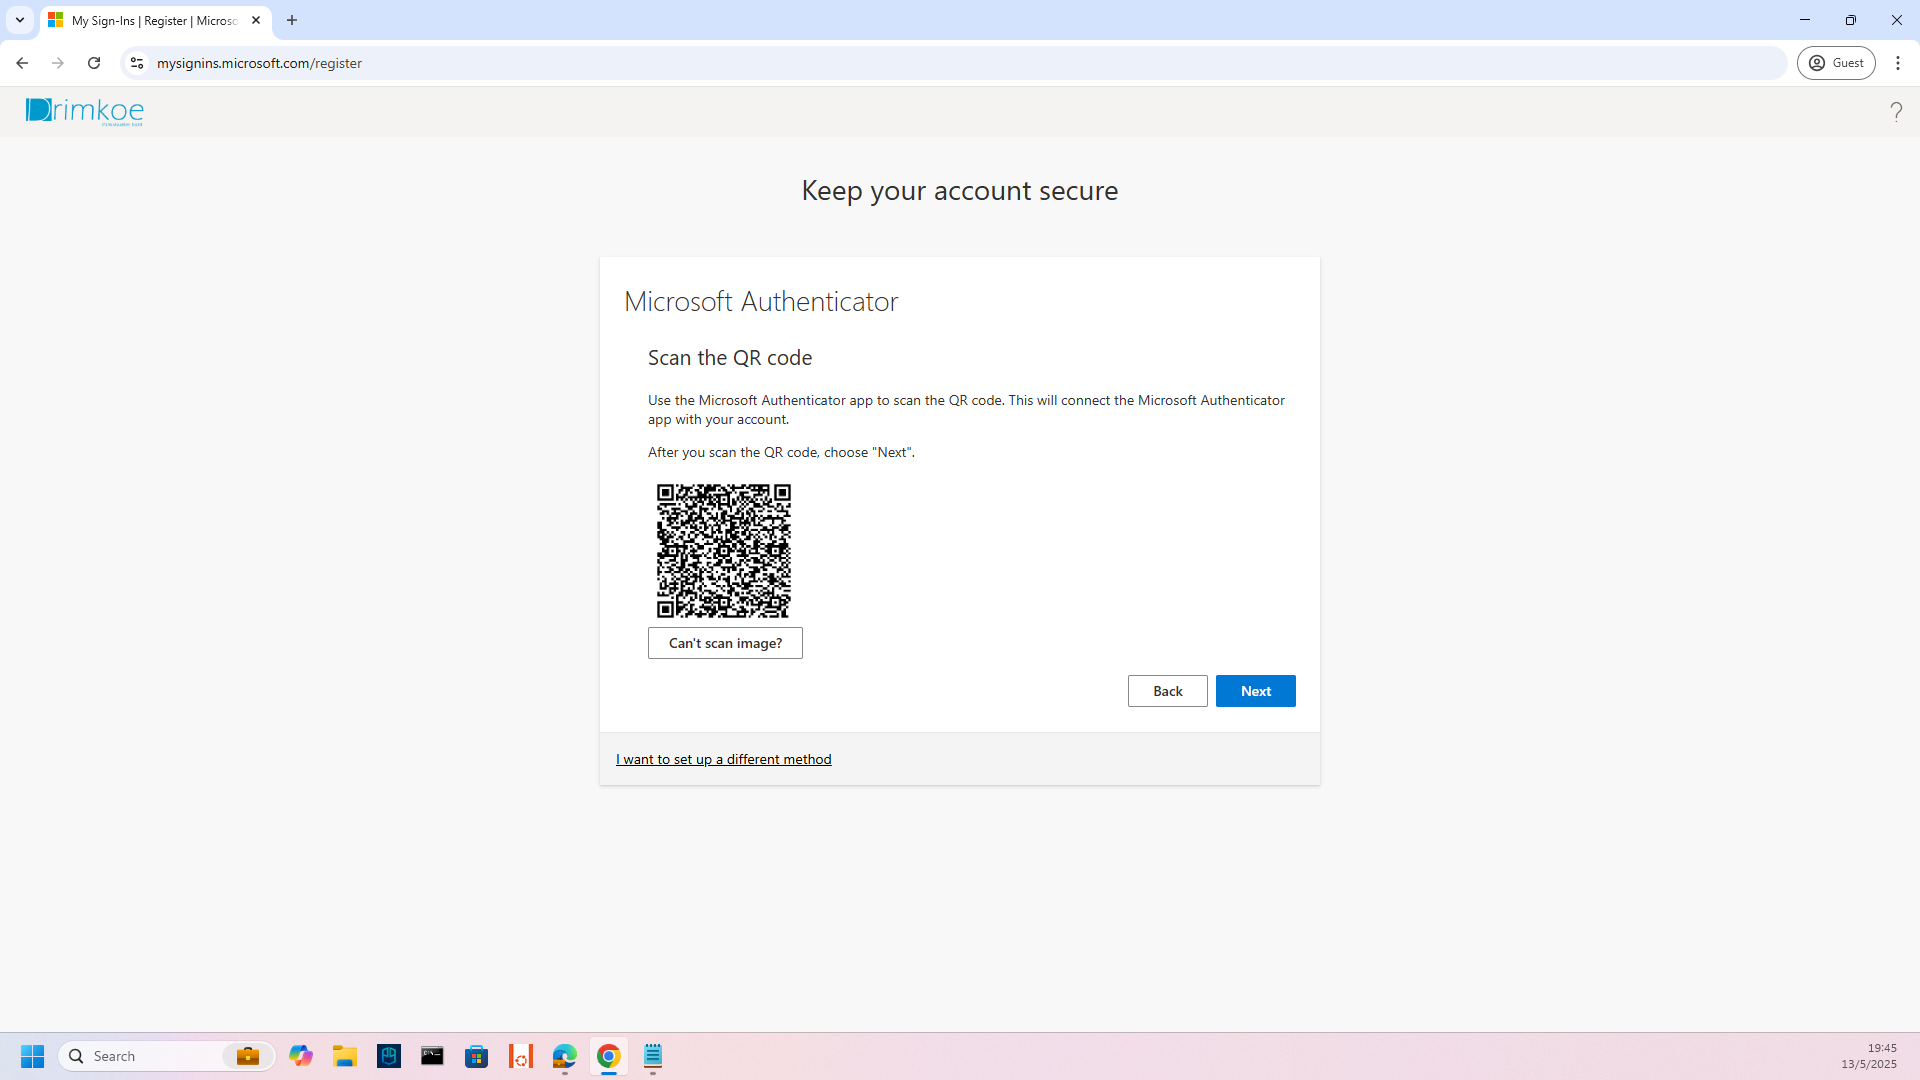 My Sign-Ins | Register | Microso
mysignins.microsoft.com/register
Guest
Drimkoe
?
Keep your account secure
Microsoft Authenticator
Scan the QR code
Use the Microsoft Authenticator app to scan the QR code. This will connect the Microsoft Authenticator
app with your account.
After you scan the QR code, choose "Next".
Can't scan image?
Back
Next
I want to set up a different method
Search
19:45
13/5/2025